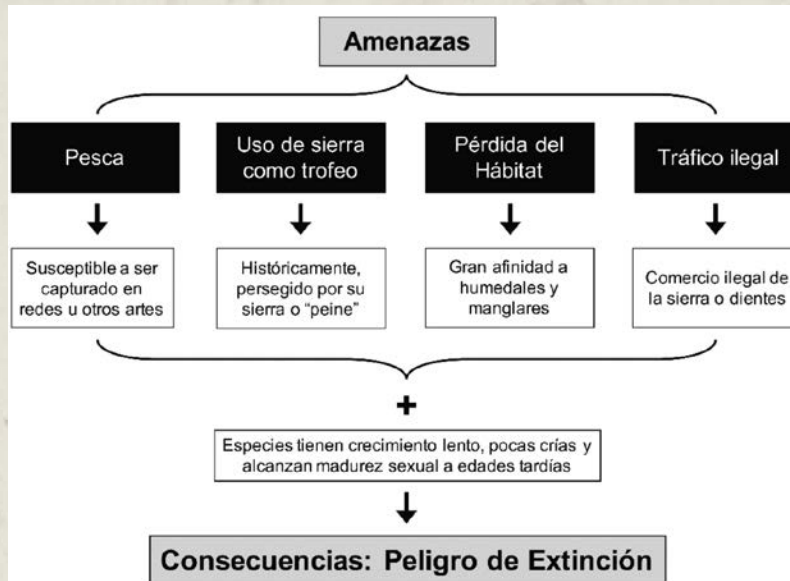 Amenazas
Pesca
Uso de sierra
como trofeo
Pérdida del
Hábitat
Tráfico ilegal
Susceptible a ser
capturado en
redes u otros artes
Históricamente,
persegido por su
sierra o “peine”
Gran afinidad a
humedales y
manglares
Comercio ilegal de
la sierra o dientes
+
Especies tienen crecimiento lento, pocas crías y
alcanzan madurez sexual a edades tardías
Consecuencias: Peligro de Extinción